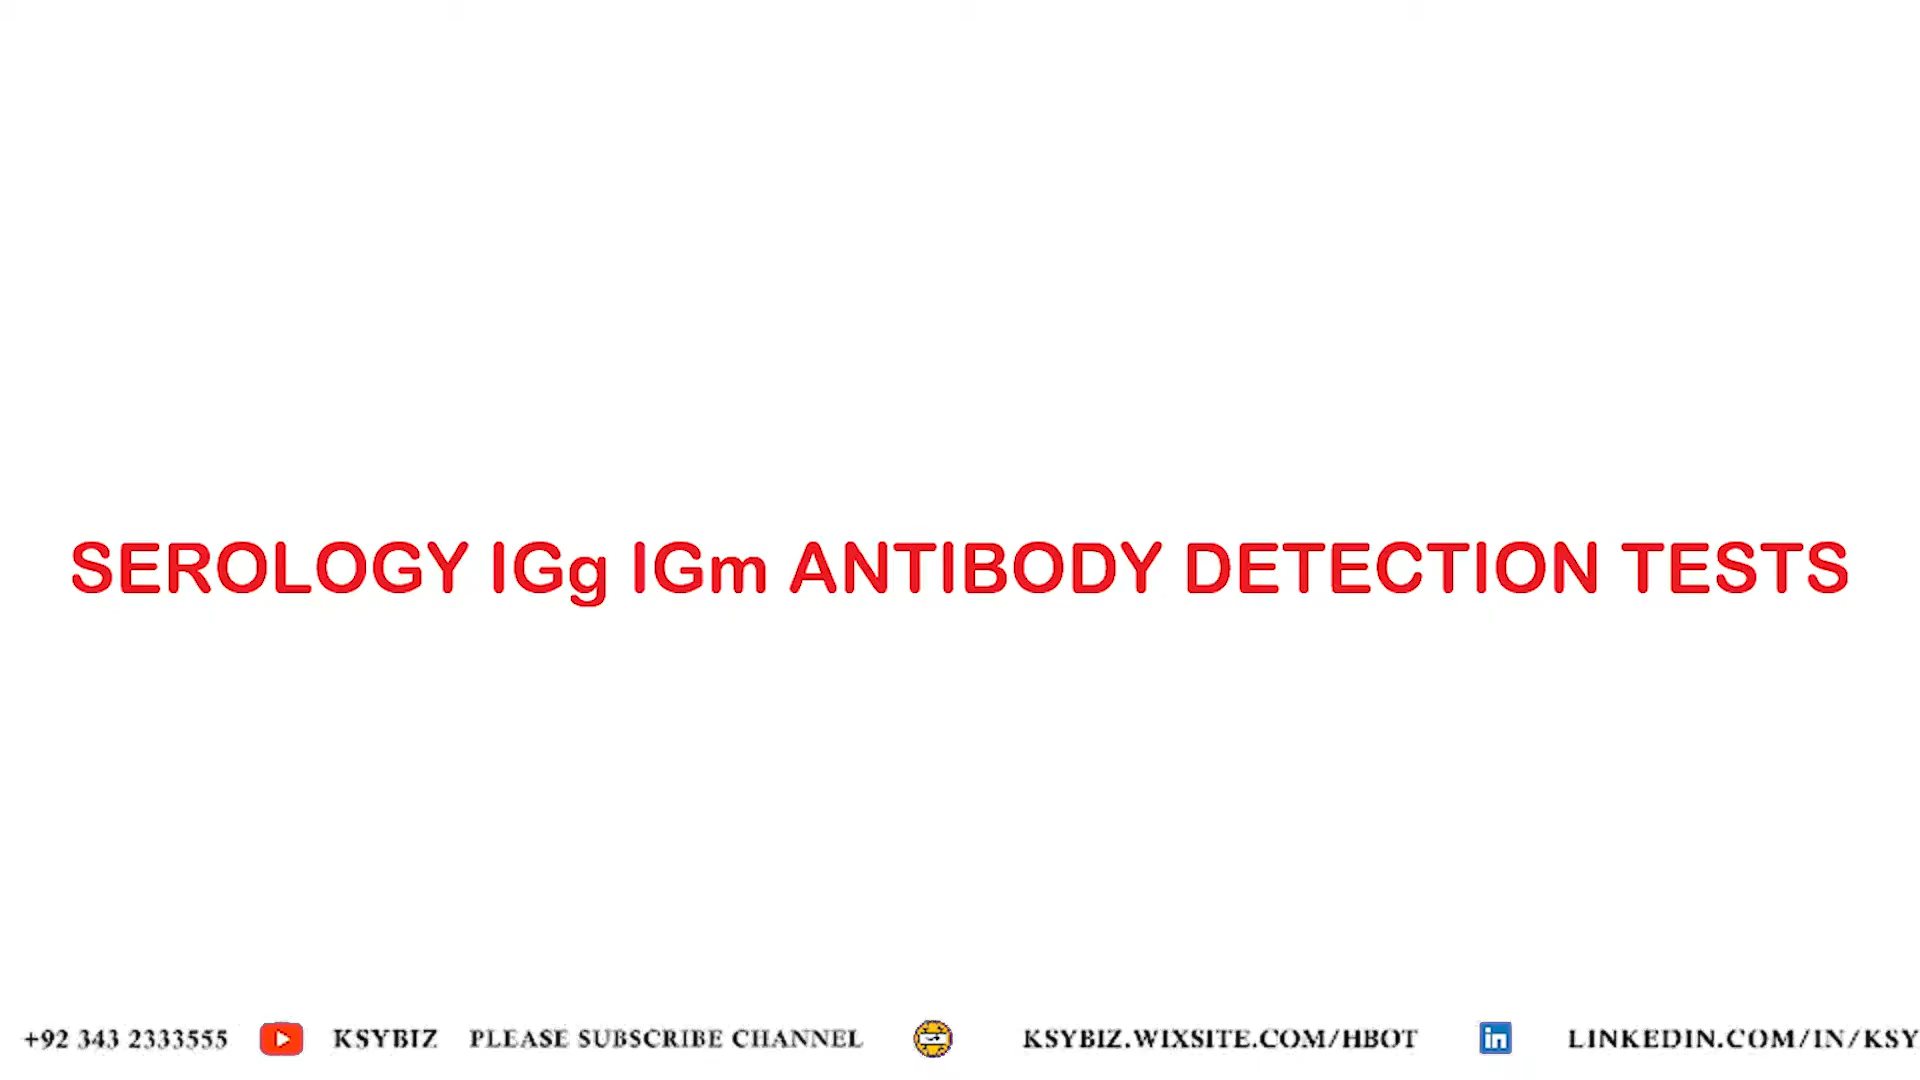 SEROLOGY IGg IGm ANTIBODY DETECTION TESTS
+92 343 2333555 KSYBIZ PLEASE SUBSCRIBE CHANNEL KSYBIZ.WIXSITE.COM/HBOT in LINKEDIN.COM/IN/KSY